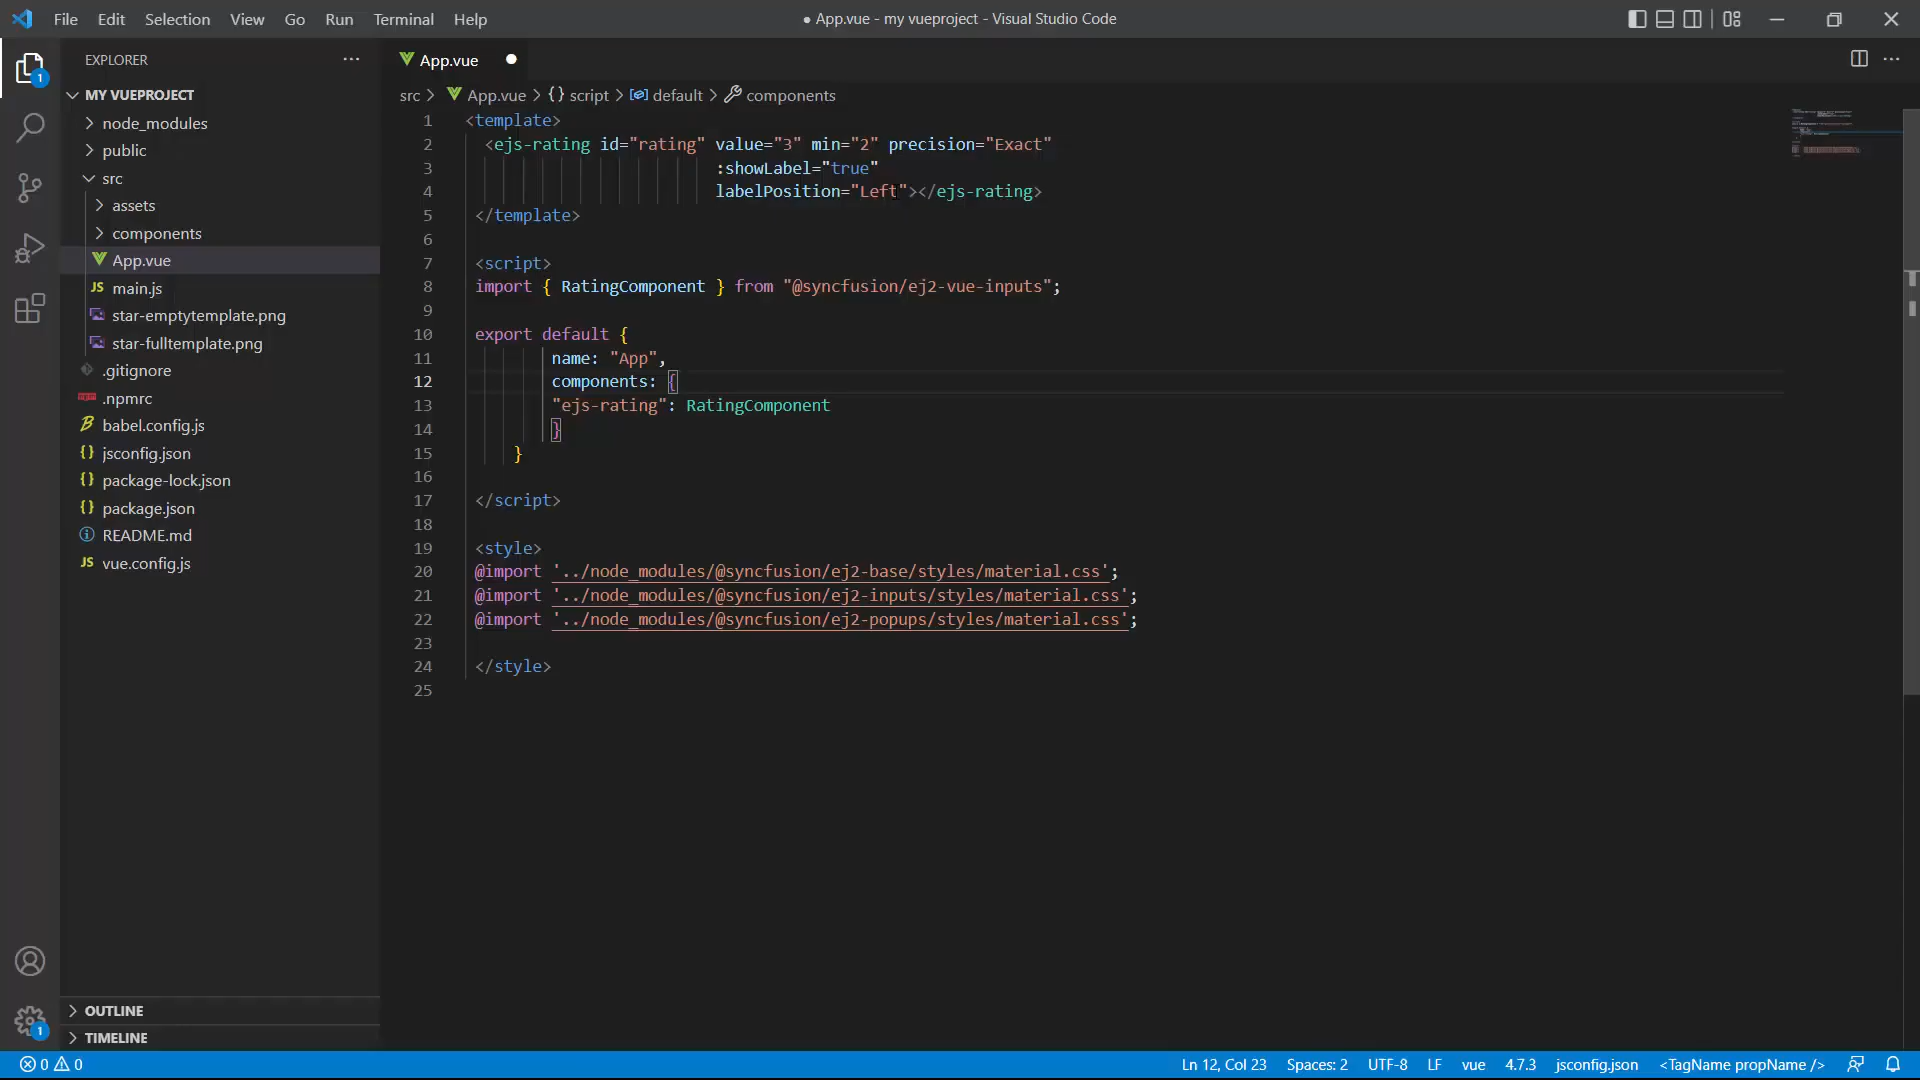 File Edit Selection View Go Run Terminal Help
● App.vue - my vueproject - Visual Studio Code
EXPLORER
MY VUEPROJECT
node_modules
public
src
assets
components
App.vue
JS main.js
star-emptytemplate.png
star-fulltemplate.png
.gitignore
.npmrc
babel.config.js
{} jsconfig.json
{} package-lock.json
{} package.json
README.md
JS vue.config.js
OUTLINE
TIMELINE
1
1
App.vue
src > App.vue > {} script > default > components
1 <template>
2 <ejs-rating id="rating" value="3" min="2" precision="Exact"
3 :showLabel="true"
4 labelPosition="Left"></ejs-rating>
5 </template>
6
7 <script>
8 import { RatingComponent } from "@syncfusion/ej2-vue-inputs";
9
10 export default {
11 name: "App",
12 components: {
13 "ejs-rating": RatingComponent
14 }
15 }
16
17 </script>
18
19 <style>
20 @import '../node_modules/@syncfusion/ej2-base/styles/material.css';
21 @import '../node_modules/@syncfusion/ej2-inputs/styles/material.css';
22 @import '../node_modules/@syncfusion/ej2-popups/styles/material.css';
23
24 </style>
25
0 0
Ln 12, Col 23 Spaces: 2 UTF-8 LF vue 4.7.3 jsconfig.json <TagName propName />